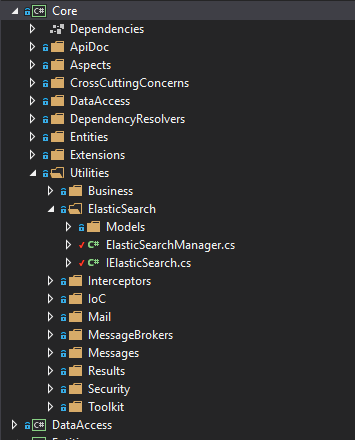 C# Core
Dependencies
ApiDoc
Aspects
CrossCuttingConcerns
DataAccess
DependencyResolvers
Entities
Extensions
Utilities
Business
ElasticSearch
Models
C# ElasticSearchManager.cs
C# IElasticSearch.cs
Interceptors
IoC
Mail
MessageBrokers
Messages
Results
Security
Toolkit
C# DataAccess